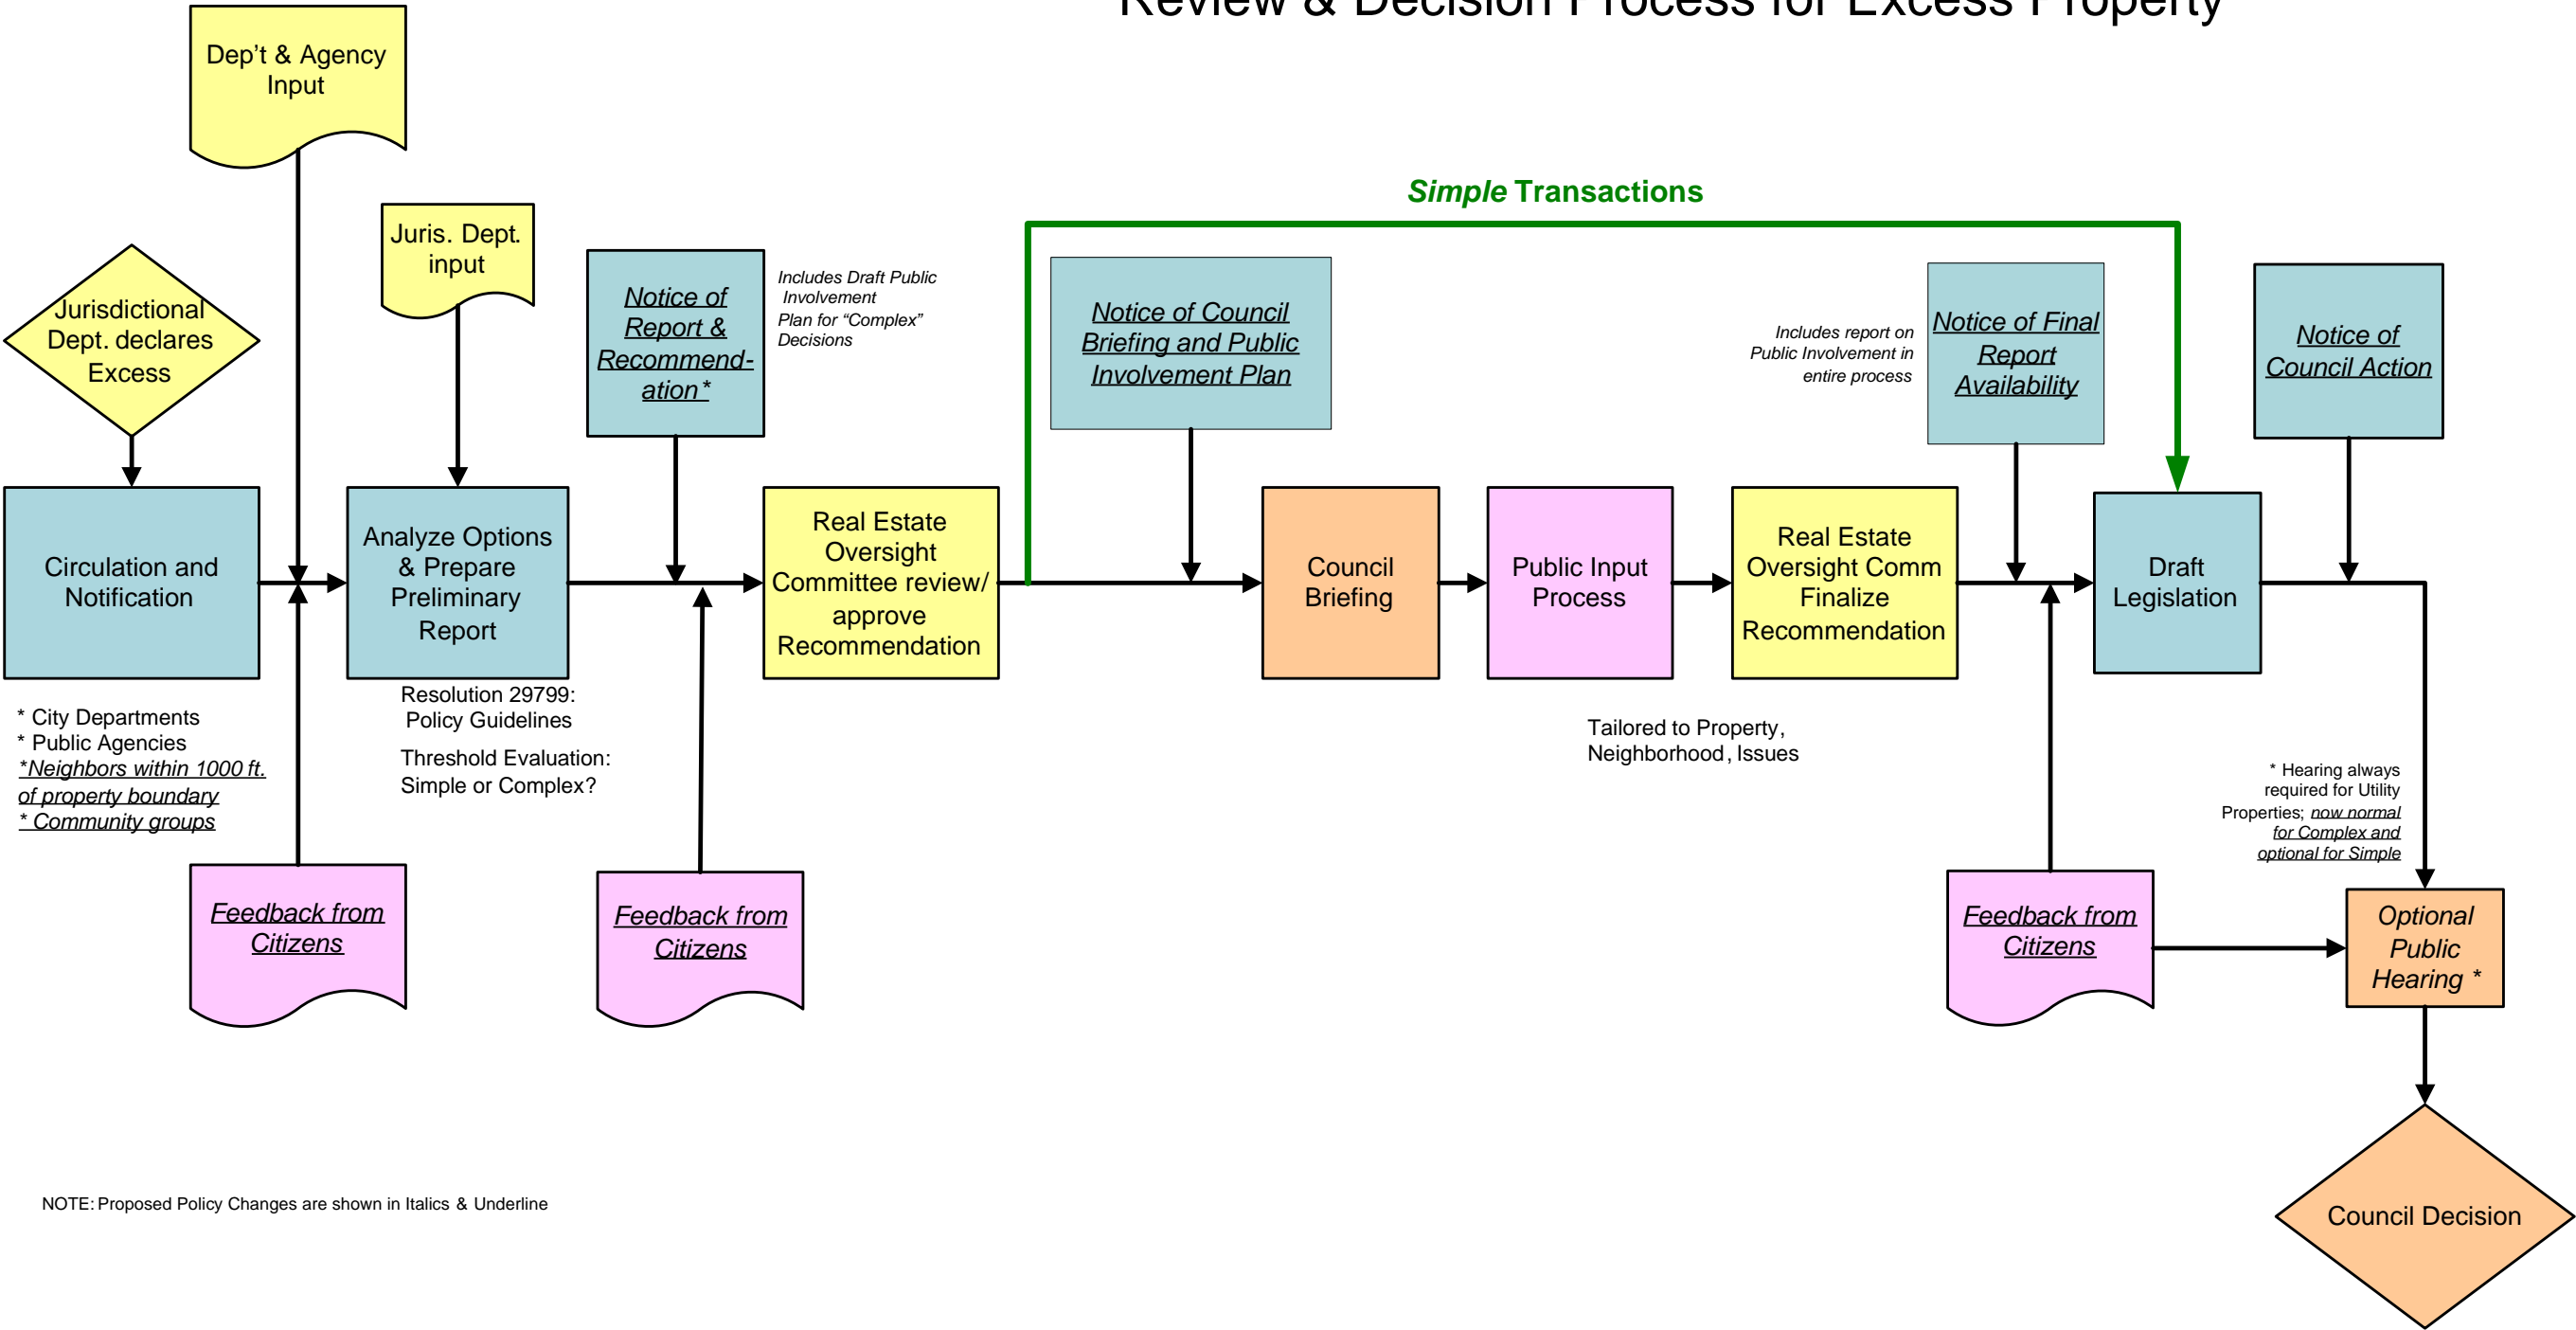 Review & Decision Process for Excess Property
Dep't & Agency
Input
Simple Transactions
Juris. Dept.
input
Jurisdictional
Dept. declares
Excess
Notice of
Report &
Recommend-
ation *
Includes Draft Public
Involvement
Plan for “Complex”
Decisions
Notice of Council
Briefing and Public
Involvement Plan
Includes report on
Public Involvement in
entire process
Notice of Final
Report
Availability
Notice of
Council Action
Circulation and
Notification
Analyze Options
& Prepare
Preliminary
Report
Real Estate
Oversight
Committee review/
approve
Recommendation
Council
Briefing
Public Input
Process
Real Estate
Oversight Comm
Finalize
Recommendation
Draft
Legislation
* City Departments
* Public Agencies
*Neighbors within 1000 ft.
of property boundary
* Community groups
Resolution 29799:
Policy Guidelines
Threshold Evaluation:
Simple or Complex?
Tailored to Property,
Neighborhood, Issues
* Hearing always
required for Utility
Properties; now normal
for Complex and
optional for Simple
Feedback from
Citizens
Feedback from
Citizens
Feedback from
Citizens
Optional
Public
Hearing *
Council Decision
NOTE: Proposed Policy Changes are shown in Italics & Underline